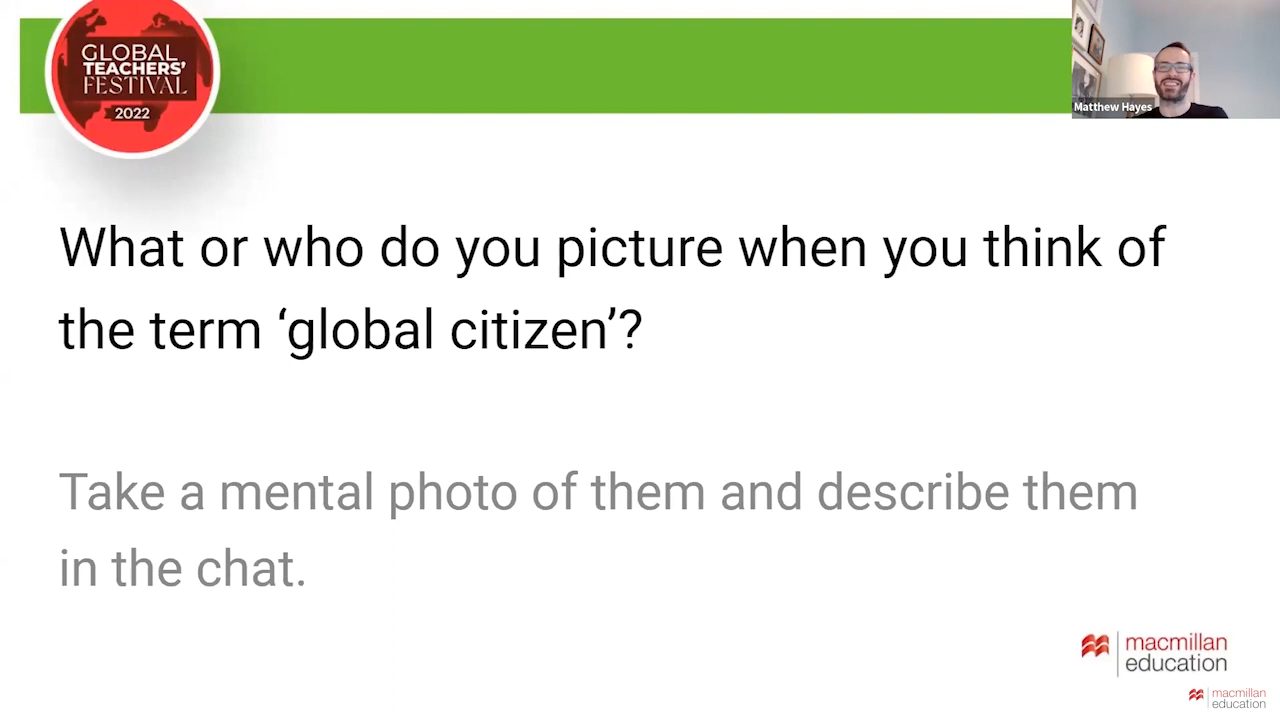 GLOBAL
TEACHERS'
FESTIVAL
2022
Matthew Hayes
What or who do you picture when you think of
the term ‘global citizen’?
Take a mental photo of them and describe them
in the chat.
macmillan
education
macmillan
education